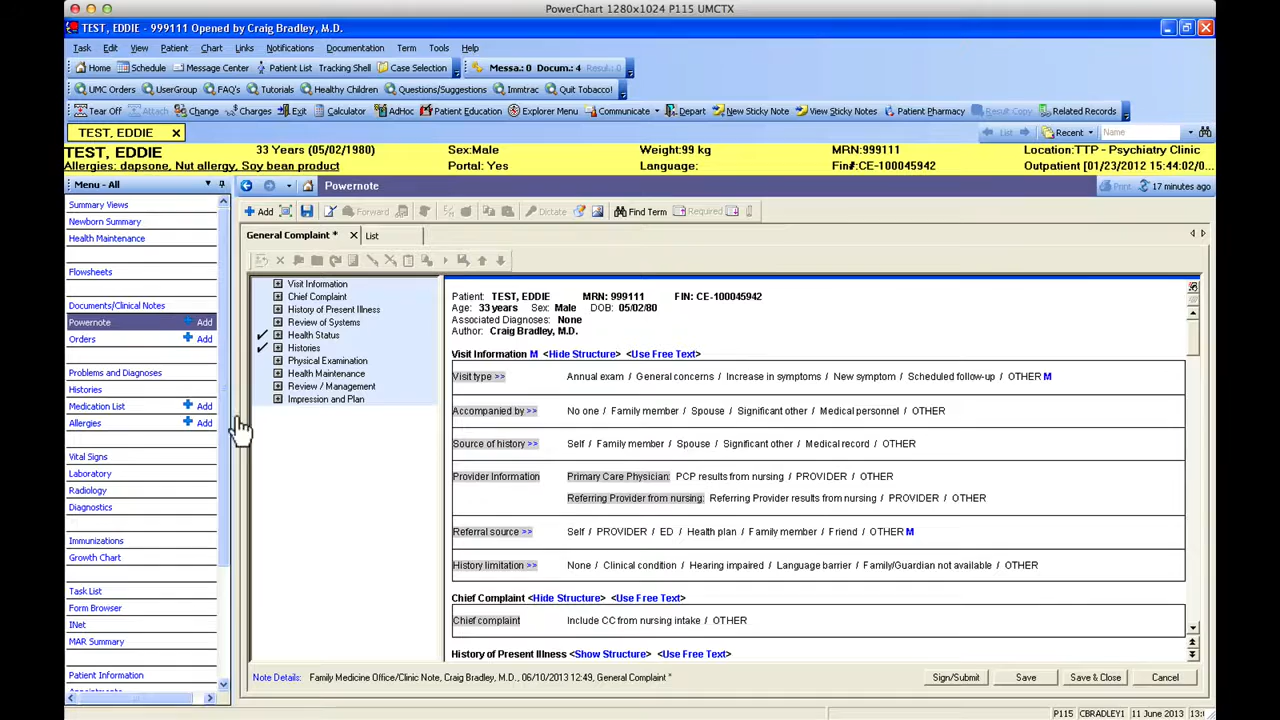 PowerChart 1280x1024 P115 UMCTX
TEST, EDDIE - 999111 Opened by Craig Bradley, M.D.
Task Edit View Patient Chart Links Notifications Documentation Term Tools Help
Home Schedule Message Center Patient List Tracking Shell Case Selection Messa.: 0 Docum.: 4 Resul.: 0
UMC Orders UserGroup FAQ's Tutorials Healthy Children Questions/Suggestions Immtrac Quit Tobacco!
Tear Off Attach Change Charges Exit Calculator AdHoc Patient Education Explorer Menu Communicate Depart New Sticky Note View Sticky Notes Patient Pharmacy Result Copy Related Records
TEST, EDDIE List Recent Name
TEST, EDDIE 33 Years (05/02/1980) Sex:Male Weight:99 kg MRN:999111 Location:TTP - Psychiatry Clinic
Allergies: dapsone, Nut allergy, Soy bean product Portal: Yes Language: Fin#:CE-100045942 Outpatient [01/23/2012 15:44:02/0...
Menu - All Powernote Print 17 minutes ago
Summary Views
Newborn Summary
Health Maintenance
Flowsheets
Documents/Clinical Notes
Powernote Add
Orders Add
Problems and Diagnoses
Histories
Medication List Add
Allergies Add
Vital Signs
Laboratory
Radiology
Diagnostics
Immunizations
Growth Chart
Task List
Form Browser
INet
MAR Summary
Patient Information
Add Forward Dictate Find Term Required
General Complaint * List
Visit Information
Chief Complaint
History of Present Illness
Review of Systems
Health Status
Histories
Physical Examination
Health Maintenance
Review / Management
Impression and Plan
Patient: TEST, EDDIE MRN: 999111 FIN: CE-100045942
Age: 33 years Sex: Male DOB: 05/02/80
Associated Diagnoses: None
Author: Craig Bradley, M.D.
Visit Information M <Hide Structure> <Use Free Text>
Visit type >> Annual exam / General concerns / Increase in symptoms / New symptom / Scheduled follow-up / OTHER M
Accompanied by >> No one / Family member / Spouse / Significant other / Medical personnel / OTHER
Source of history >> Self / Family member / Spouse / Significant other / Medical record / OTHER
Provider Information Primary Care Physician: PCP results from nursing / PROVIDER / OTHER
Referring Provider from nursing: Referring Provider results from nursing / PROVIDER / OTHER
Referral source >> Self / PROVIDER / ED / Health plan / Family member / Friend / OTHER M
History limitation >> None / Clinical condition / Hearing impaired / Language barrier / Family/Guardian not available / OTHER
Chief Complaint <Hide Structure> <Use Free Text>
Chief complaint Include CC from nursing intake / OTHER
History of Present Illness <Show Structure> <Use Free Text>
Note Details: Family Medicine Office/Clinic Note, Craig Bradley, M.D., 06/10/2013 12:49, General Complaint * Sign/Submit Save Save & Close Cancel
P115 CBRADLEY1 11 June 2013